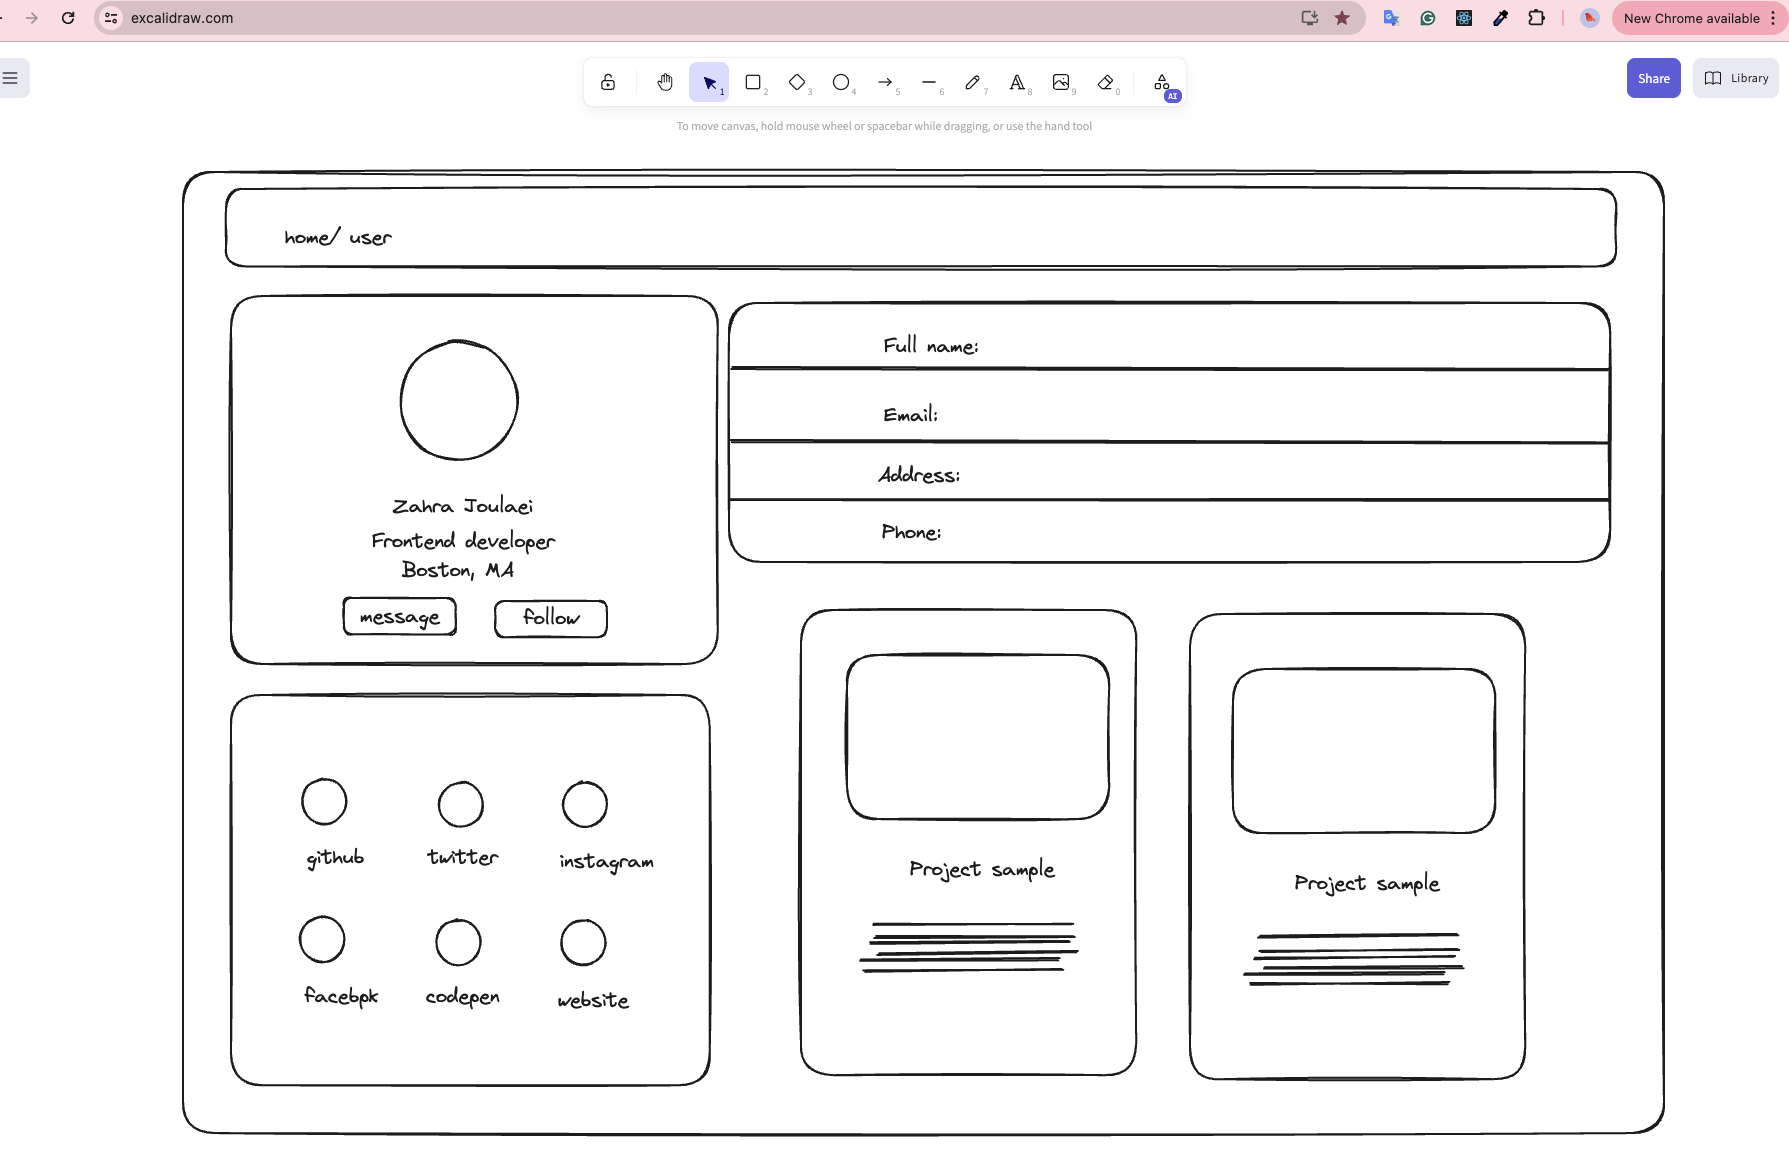 excalidraw.com
New Chrome available
1
2
3
4
5
6
7
8
9
0
AI
Share
Library
To move canvas, hold mouse wheel or spacebar while dragging, or use the hand tool
home/ user
Zahra Joulaei
Frontend developer
Boston, MA
message
follow
Full name:
Email:
Address:
Phone:
github
twitter
instagram
facebpk
codepen
website
Project sample
Project sample